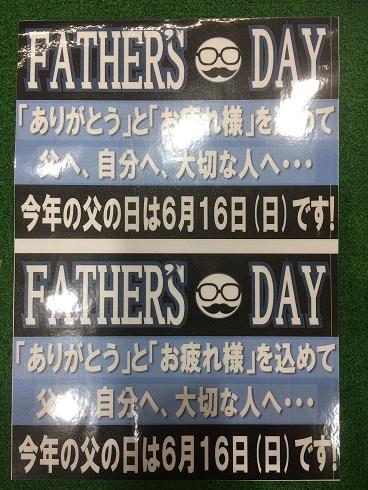 FATHER'S DAY
「ありがとう」と「お疲れ様」を込めて
父へ、自分へ、大切な人へ・・・
今年の父の日は6月16日(日)です!
FATHER'S DAY
「ありがとう」と「お疲れ様」を込めて
父へ、自分へ、大切な人へ・・・
今年の父の日は6月16日(日)です!